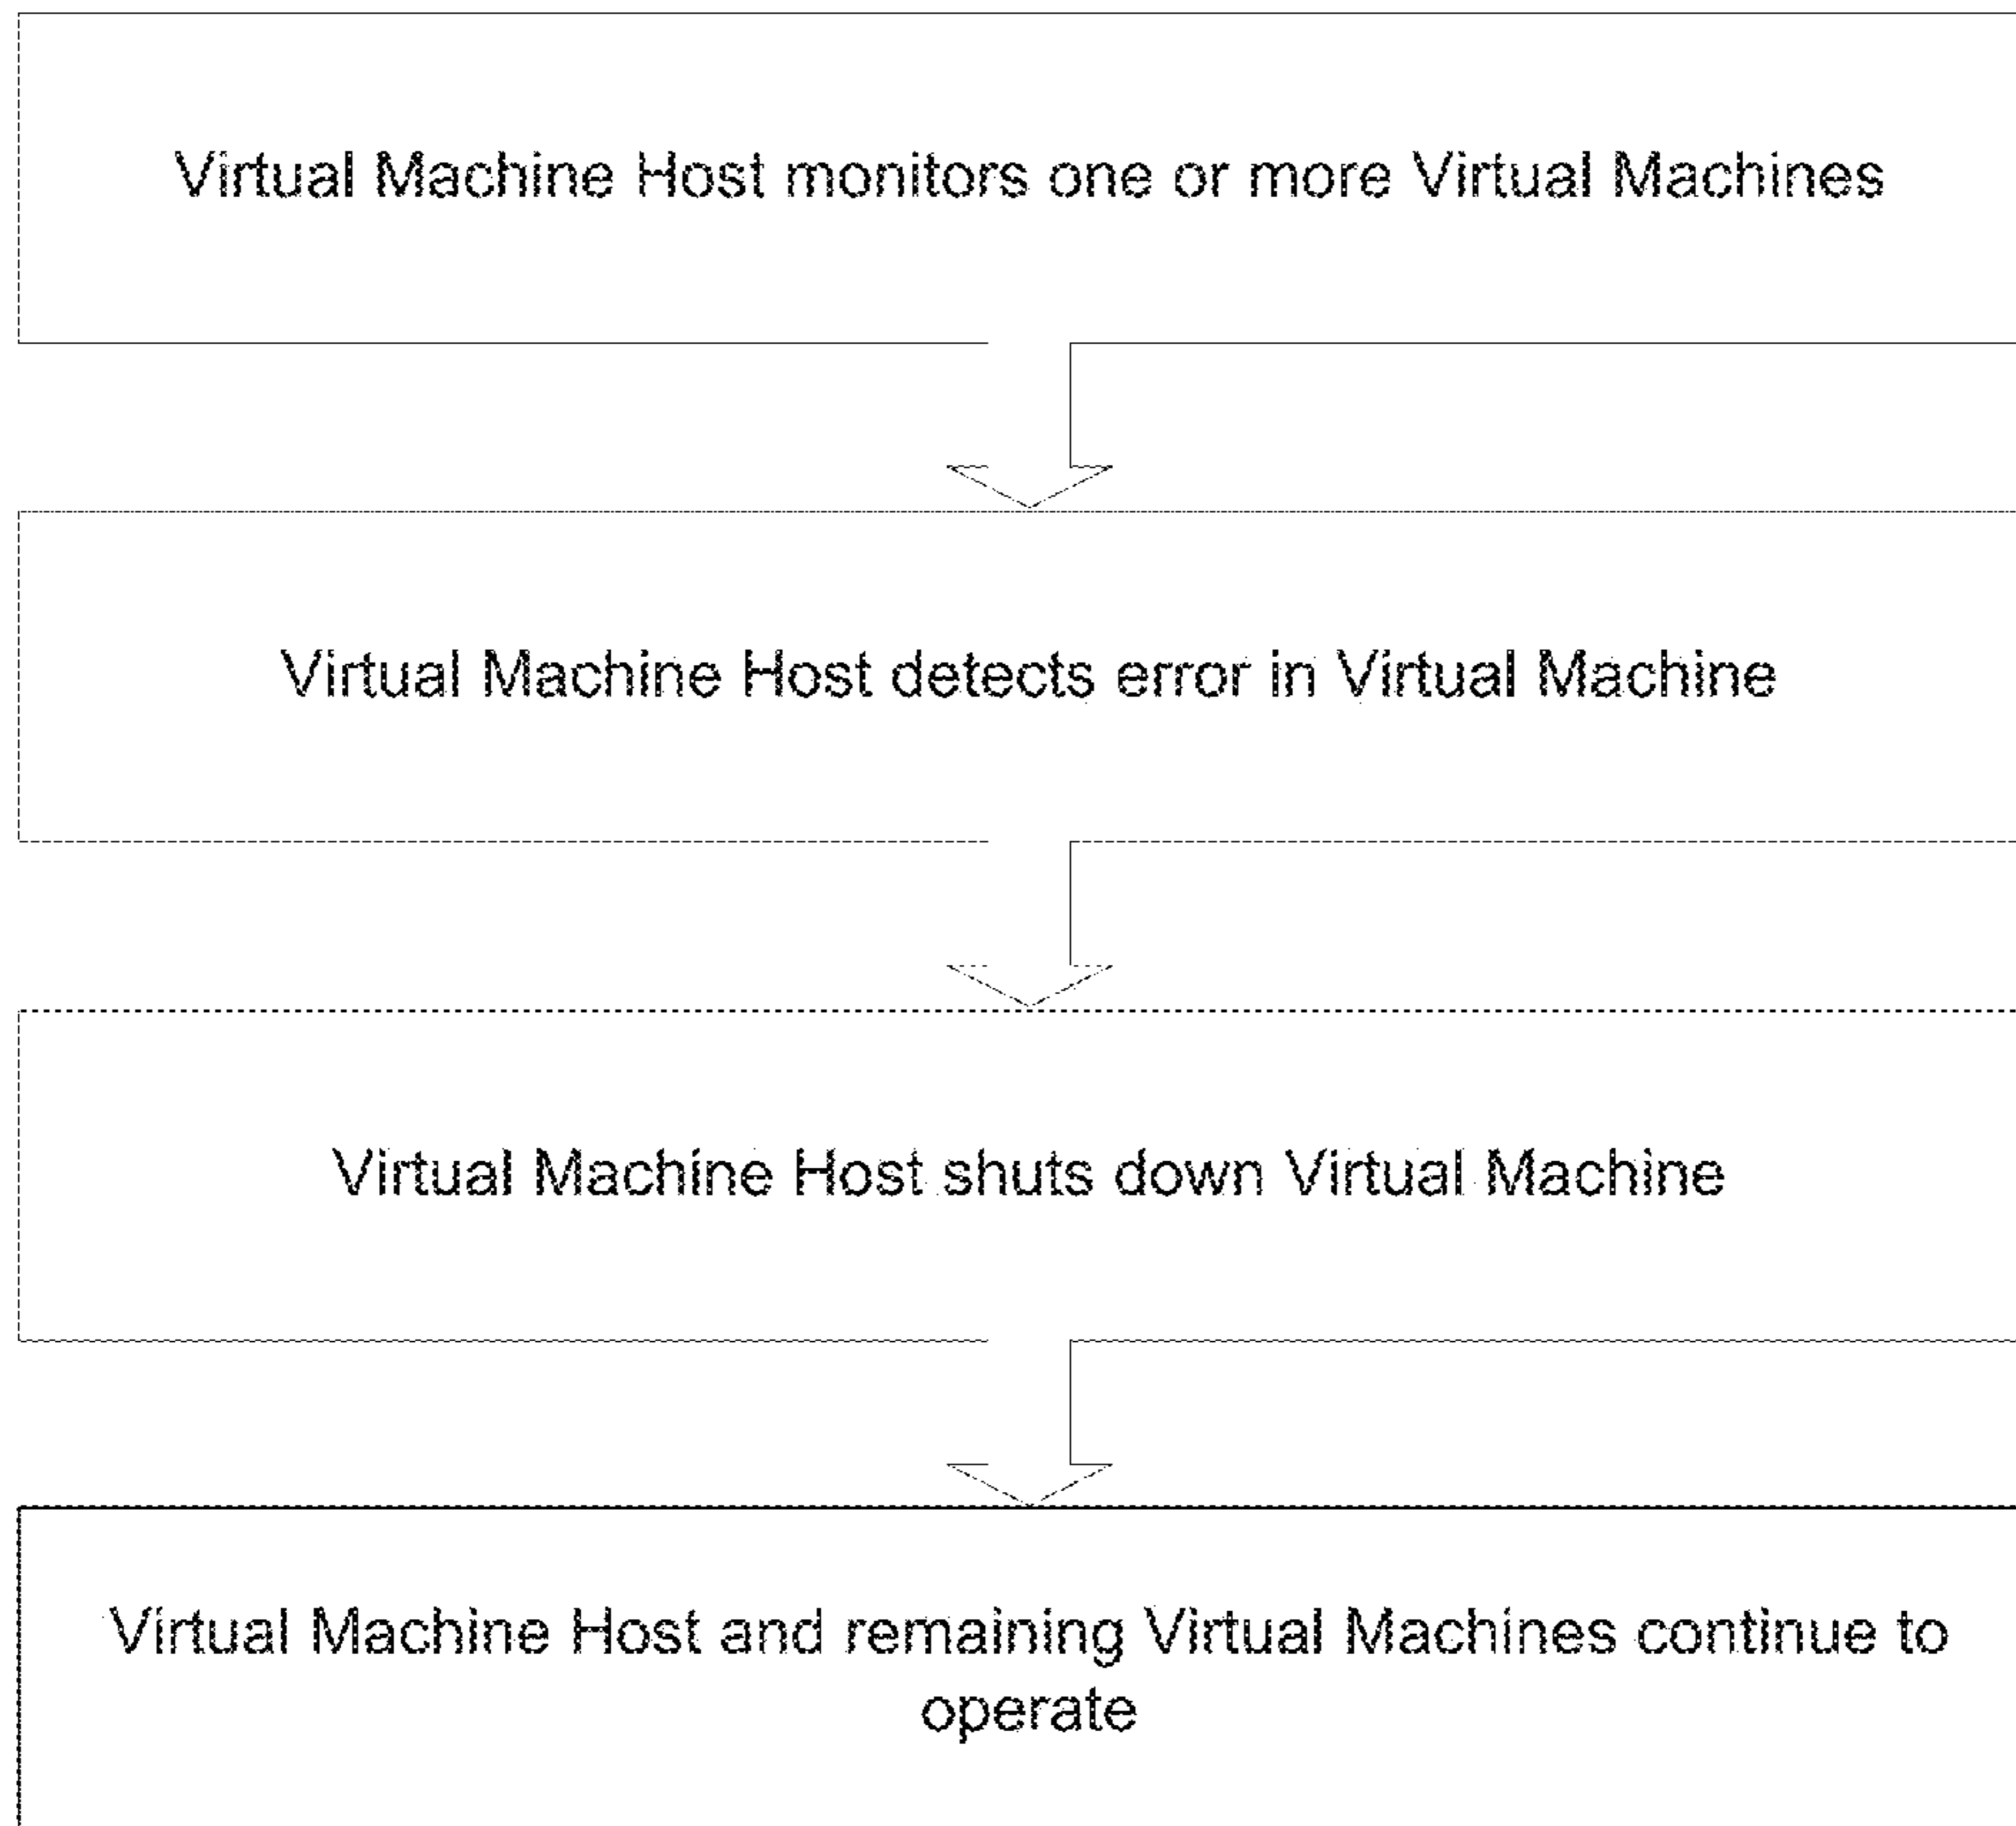 Virtual Machine Host monitors one or more Virtual Machines
Virtual Machine Host detects error in Virtual Machine
Virtual Machine Host shuts down Virtual Machine
Virtual Machine Host and remaining Virtual Machines continue to
operate